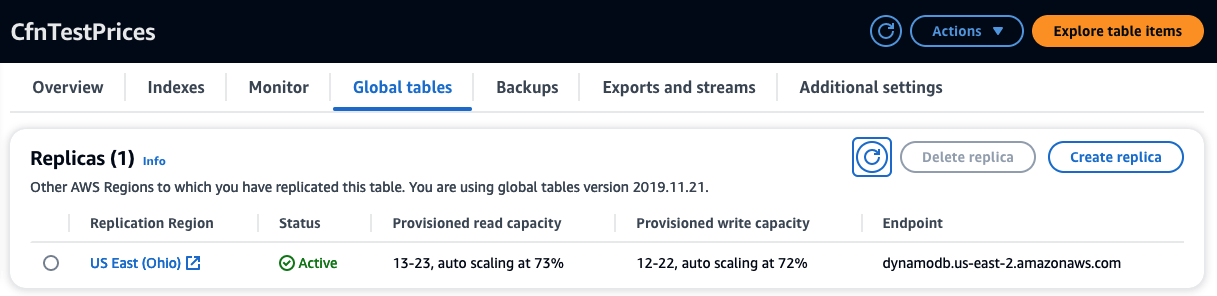 CfnTestPrices
Actions ▼
Explore table items
Overview
Indexes
Monitor
Global tables
Backups
Exports and streams
Additional settings
Replicas (1) Info
Delete replica
Create replica
Other AWS Regions to which you have replicated this table. You are using global tables version 2019.11.21.
Replication Region
Status
Provisioned read capacity
Provisioned write capacity
Endpoint
US East (Ohio)
Active
13-23, auto scaling at 73%
12-22, auto scaling at 72%
dynamodb.us-east-2.amazonaws.com